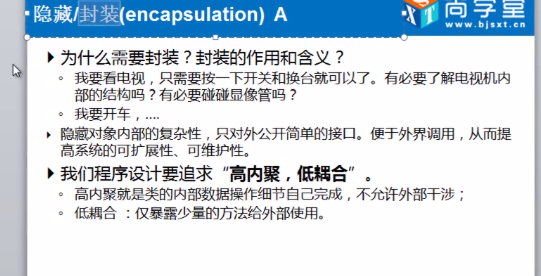 隐藏/封装(encapsulation) A
尚学堂
www.bjsxt.cn
为什么需要封装？封装的作用和含义？
我要看电视，只需要按一下开关和换台就可以了。有必要了解电视机内
部的结构吗？有必要碰碰显像管吗？
我要开车，....
隐藏对象内部的复杂性，只对外公开简单的接口。便于外界调用，从而提
高系统的可扩展性、可维护性。
我们程序设计要追求“高内聚，低耦合”。
高内聚就是类的内部数据操作细节自己完成，不允许外部干涉；
低耦合 ：仅暴露少量的方法给外部使用。